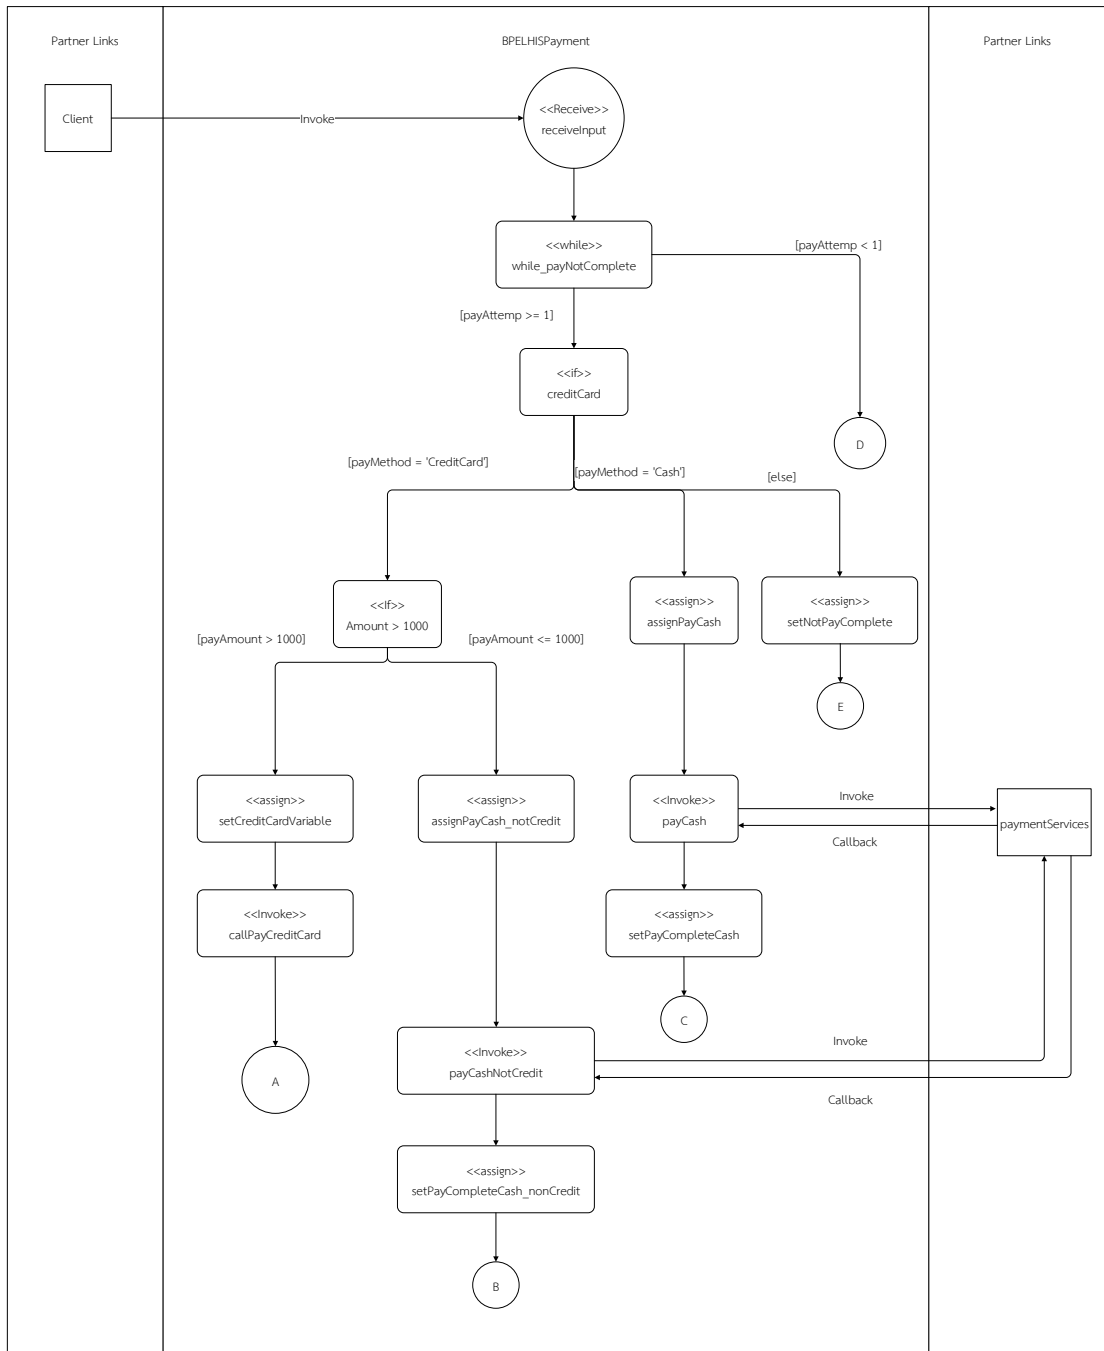 Partner Links
BPELHISPayment
Partner Links
Client
Invoke
<<Receive>>
receiveInput
<<while>>
while_payNotComplete
[payAttemp < 1]
[payAttemp >= 1]
<<if>>
creditCard
D
[payMethod = 'CreditCard']
[payMethod = 'Cash']
[else]
<<If>>
Amount > 1000
<<assign>>
assignPayCash
<<assign>>
setNotPayComplete
[payAmount > 1000]
[payAmount <= 1000]
E
<<assign>>
setCreditCardVariable
<<assign>>
assignPayCash_notCredit
<<Invoke>>
payCash
Invoke
Callback
paymentServices
<<Invoke>>
callPayCreditCard
<<assign>>
setPayCompleteCash
C
<<Invoke>>
payCashNotCredit
Invoke
Callback
A
<<assign>>
setPayCompleteCash_nonCredit
B